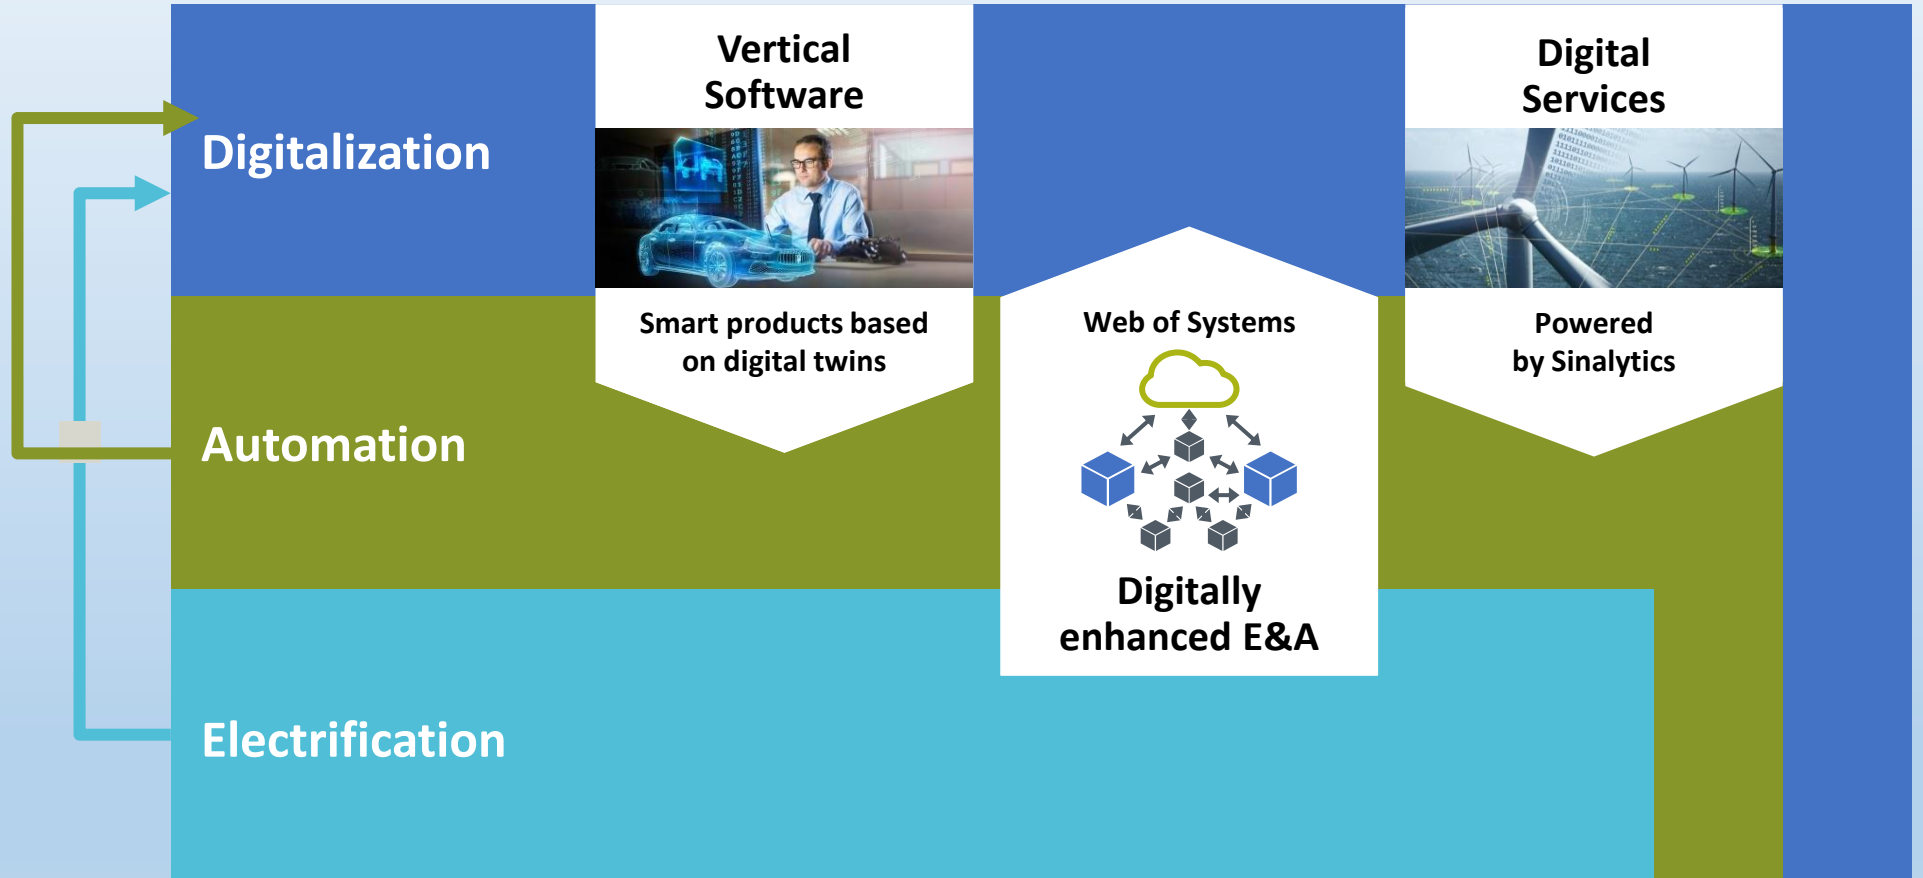 Vertical
Software
Digital
Services
Digitalization
Smart products based
on digital twins
Web of Systems
Powered
by Sinalytics
Automation
Digitally
enhanced E&A
Electrification